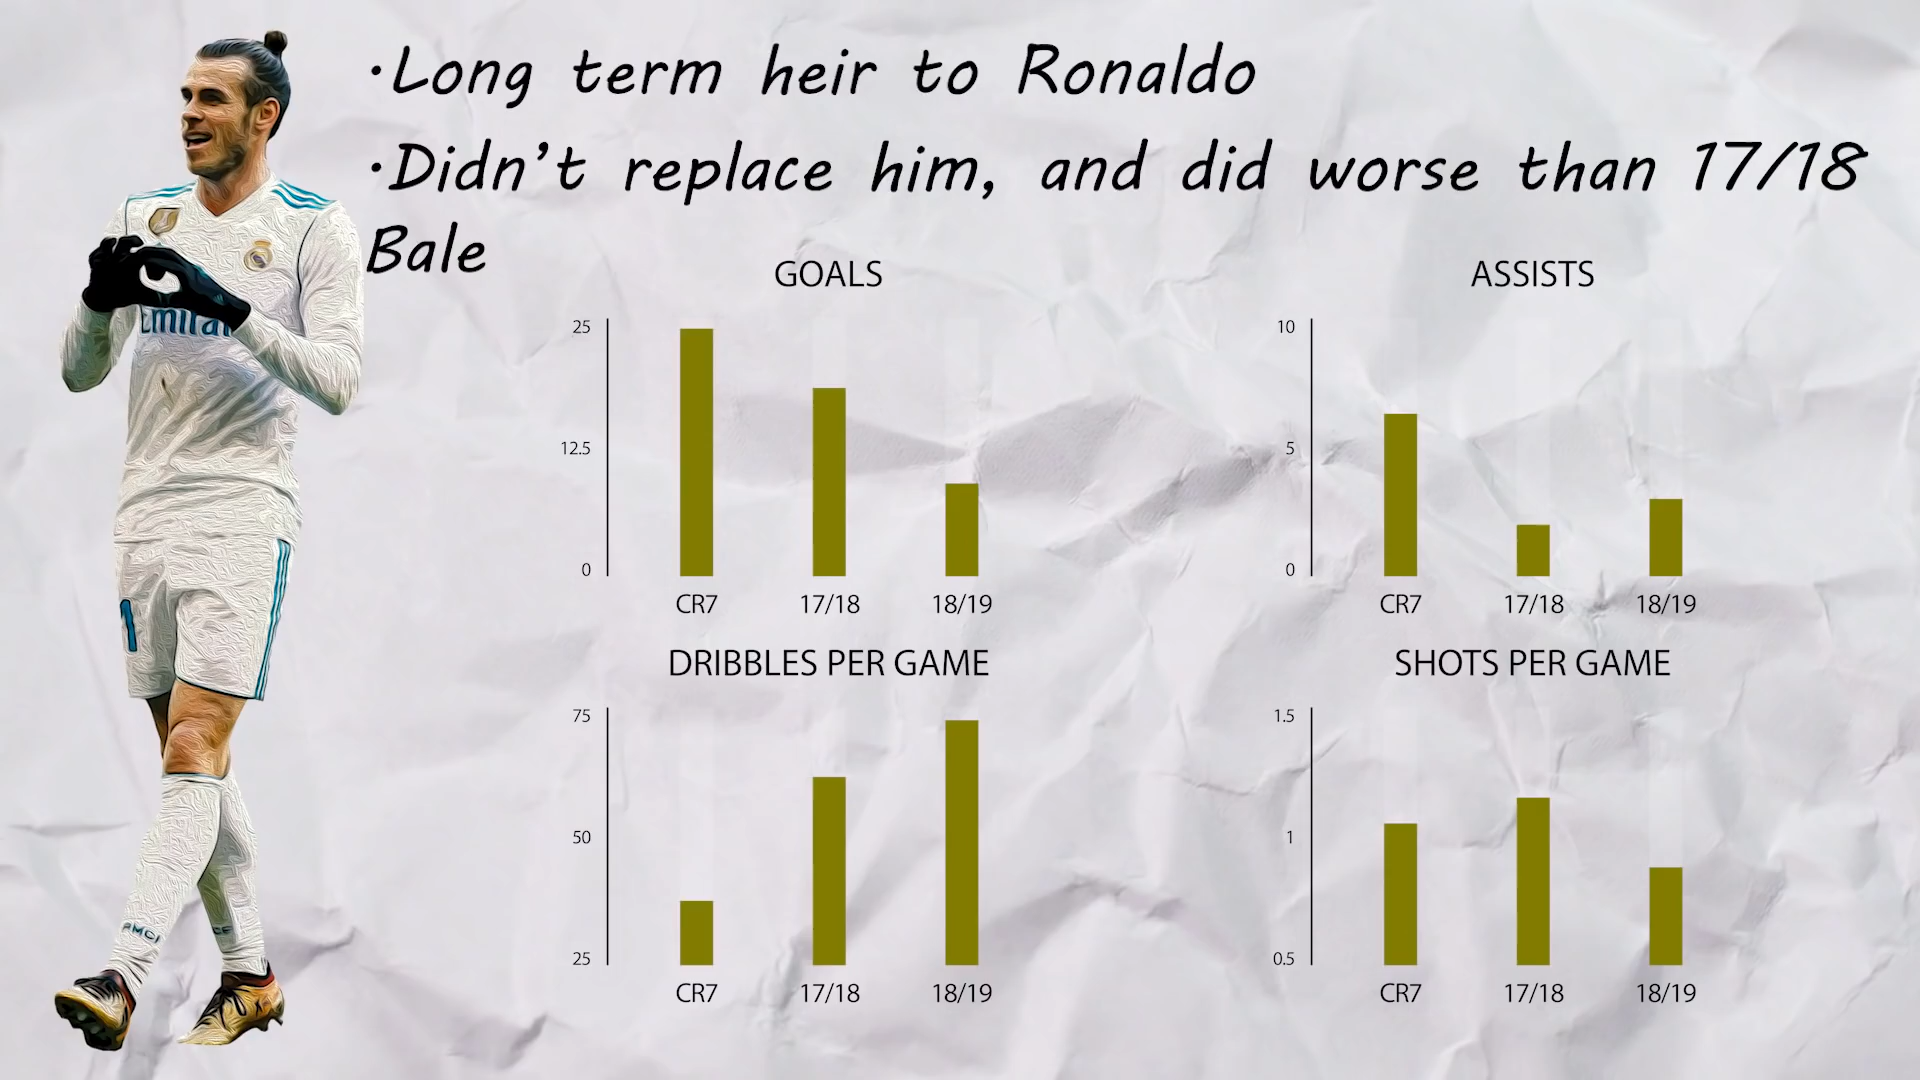 ·Long term heir to Ronaldo
·Didn't replace him, and did worse than 17/18
Bale
GOALS
25
12.5
0
CR7 17/18 18/19
ASSISTS
10
5
0
CR7 17/18 18/19
DRIBBLES PER GAME
75
50
25
CR7 17/18 18/19
SHOTS PER GAME
1.5
1
0.5
CR7 17/18 18/19